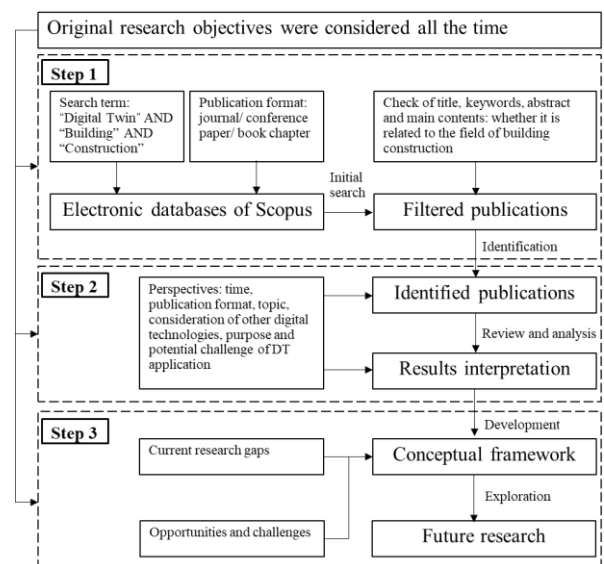 Original research objectives were considered all the time
Step 1
Search term:
"Digital Twin" AND
"Building" AND
"Construction"
Publication format:
journal/ conference
paper/ book chapter
Check of title, keywords, abstract
and main contents: whether it is
related to the field of building
construction
Electronic databases of Scopus
Initial
search
Filtered publications
Identification
Step 2
Perspectives: time,
publication format, topic,
consideration of other digital
technologies, purpose and
potential challenge of DT
application
Identified publications
Review and analysis
Results interpretation
Development
Step 3
Current research gaps
Conceptual framework
Exploration
Opportunities and challenges
Future research